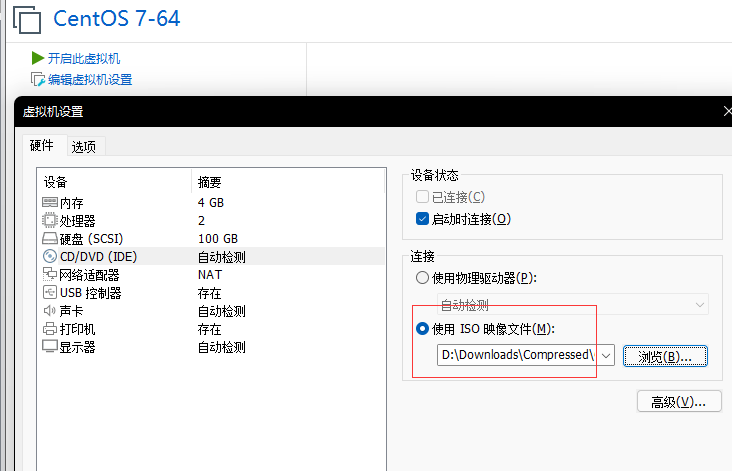 CentOS 7-64
开启此虚拟机
编辑虚拟机设置
虚拟机设置
硬件 选项
设备 摘要
内存 4 GB
处理器 2
硬盘 (SCSI) 100 GB
CD/DVD (IDE) 自动检测
网络适配器 NAT
USB 控制器 存在
声卡 自动检测
打印机 存在
显示器 自动检测
设备状态
已连接(C)
启动时连接(O)
连接
使用物理驱动器(P):
自动检测
使用 ISO 映像文件(M):
D:\Downloads\Compressed\
浏览(B)...
高级(V)...